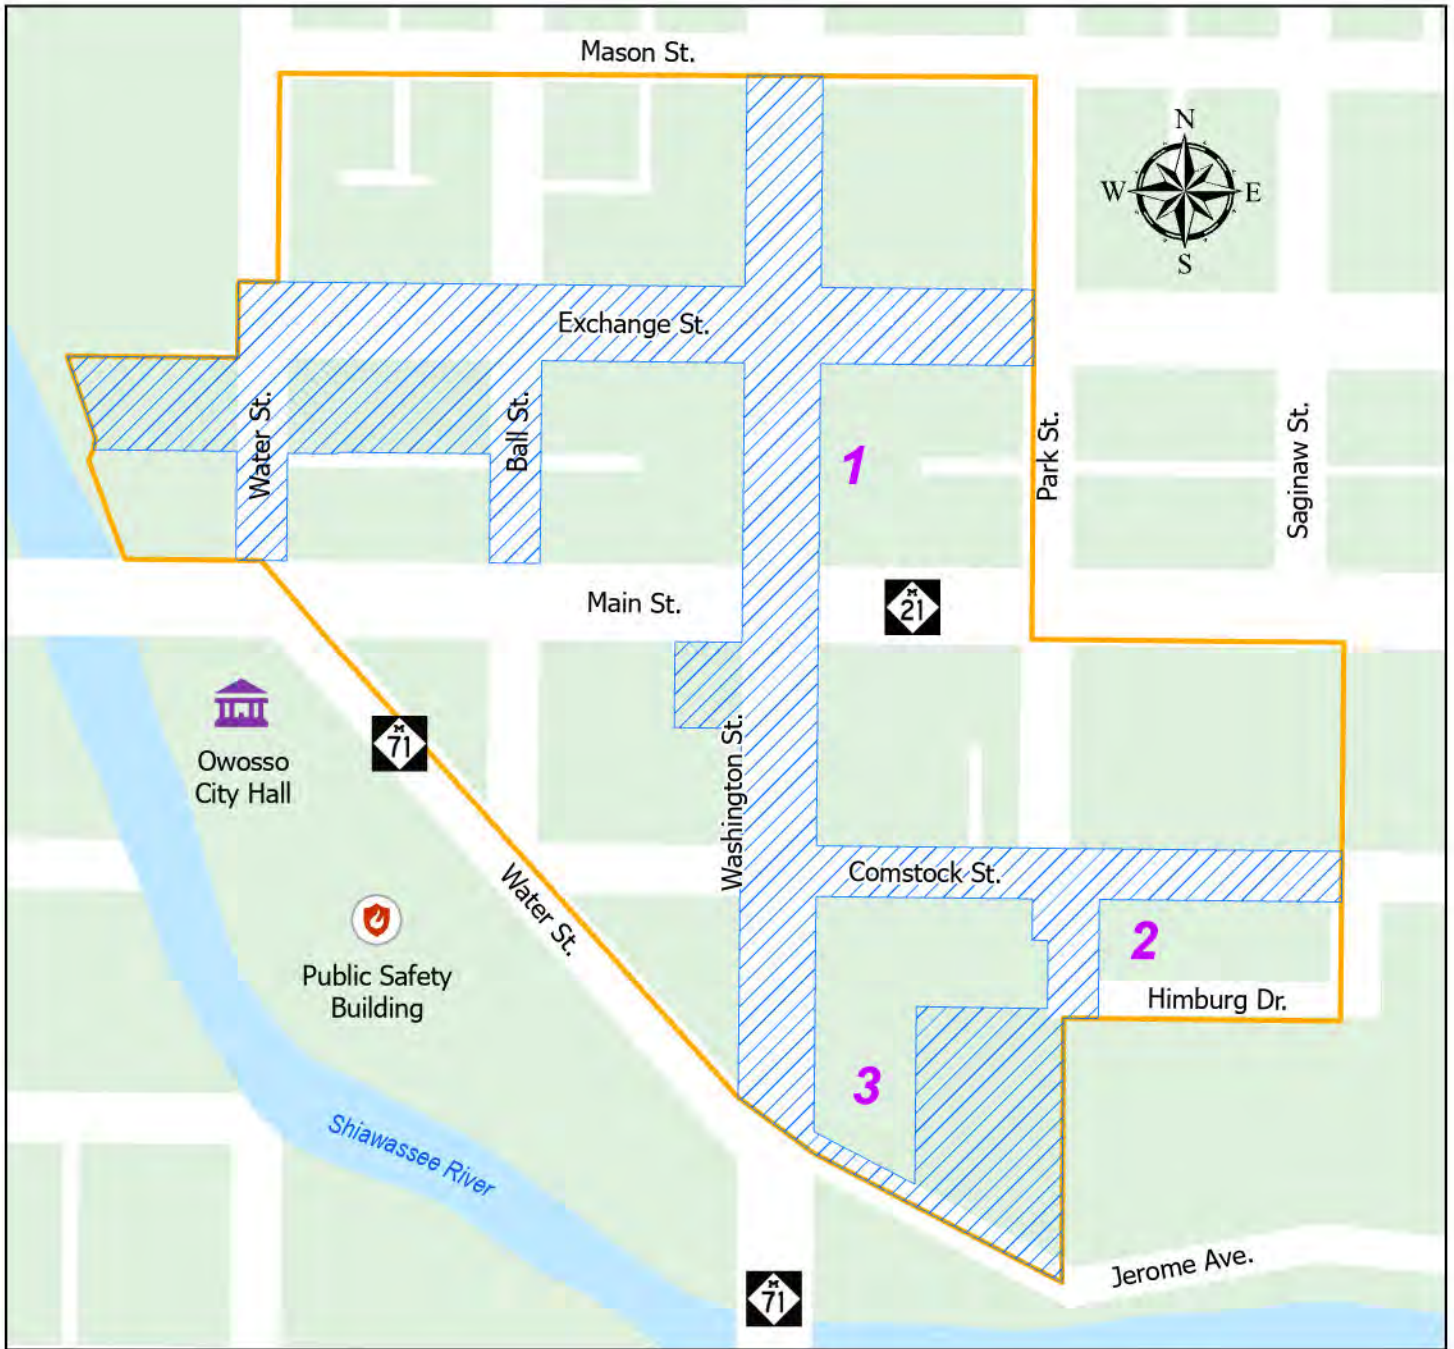 Mason St.
N
W
E
S
Exchange St.
Water St.
Ball St.
1
Park St.
Saginaw St.
Main St.
M
21
M
71
Owosso
City Hall
Washington St.
Comstock St.
Water St.
2
Public Safety
Building
Himburg Dr.
3
Shiawassee River
Jerome Ave.
M
71